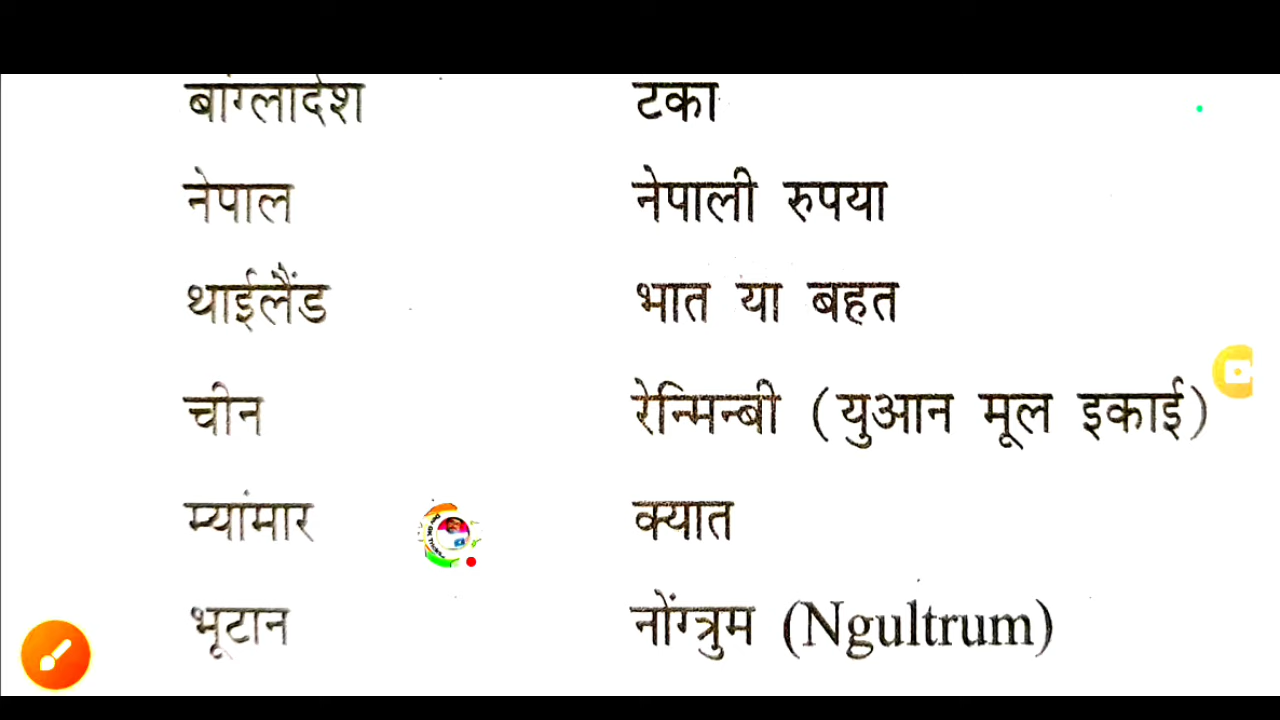 बांग्लादेश टका
नेपाल नेपाली रुपया
थाईलैंड भात या बहत
चीन रेन्मिन्बी (युआन मूल इकाई)
म्यांमार क्यात
भूटान नोंग्त्रुम (Ngultrum)